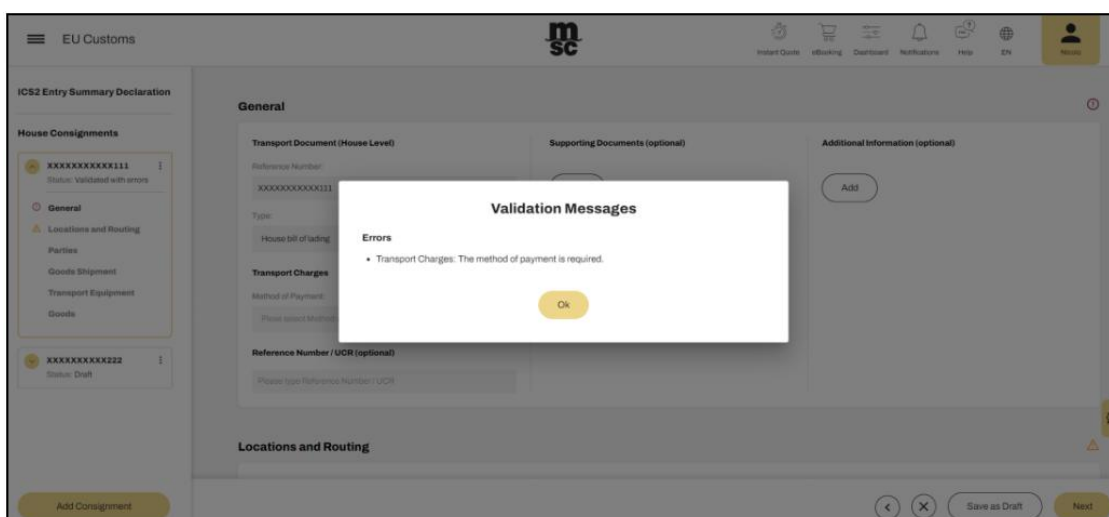 EU Customs
msc
Instant Quote
eBooking
Dashboard
Notifications
Help
EN
ICS2 Entry Summary Declaration
House Consignments
XXXXXXXXXXX111
Status: Validated with errors
General
Locations and Routing
Parties
Goods Shipment
Transport Equipment
Goods
XXXXXXXXXX222
Status: Draft
Add Consignment
General
Transport Document (House Level)
Reference Number:
XXXXXXXXXXX111
Type:
House bill of lading
Transport Charges
Method of Payment:
Please select
Reference Number / UCR (optional)
Please type Reference Number / UCR
Supporting Documents (optional)
Additional Information (optional)
Add
Validation Messages
Errors
• Transport Charges: The method of payment is required.
Ok
Locations and Routing
Save as Draft
Next